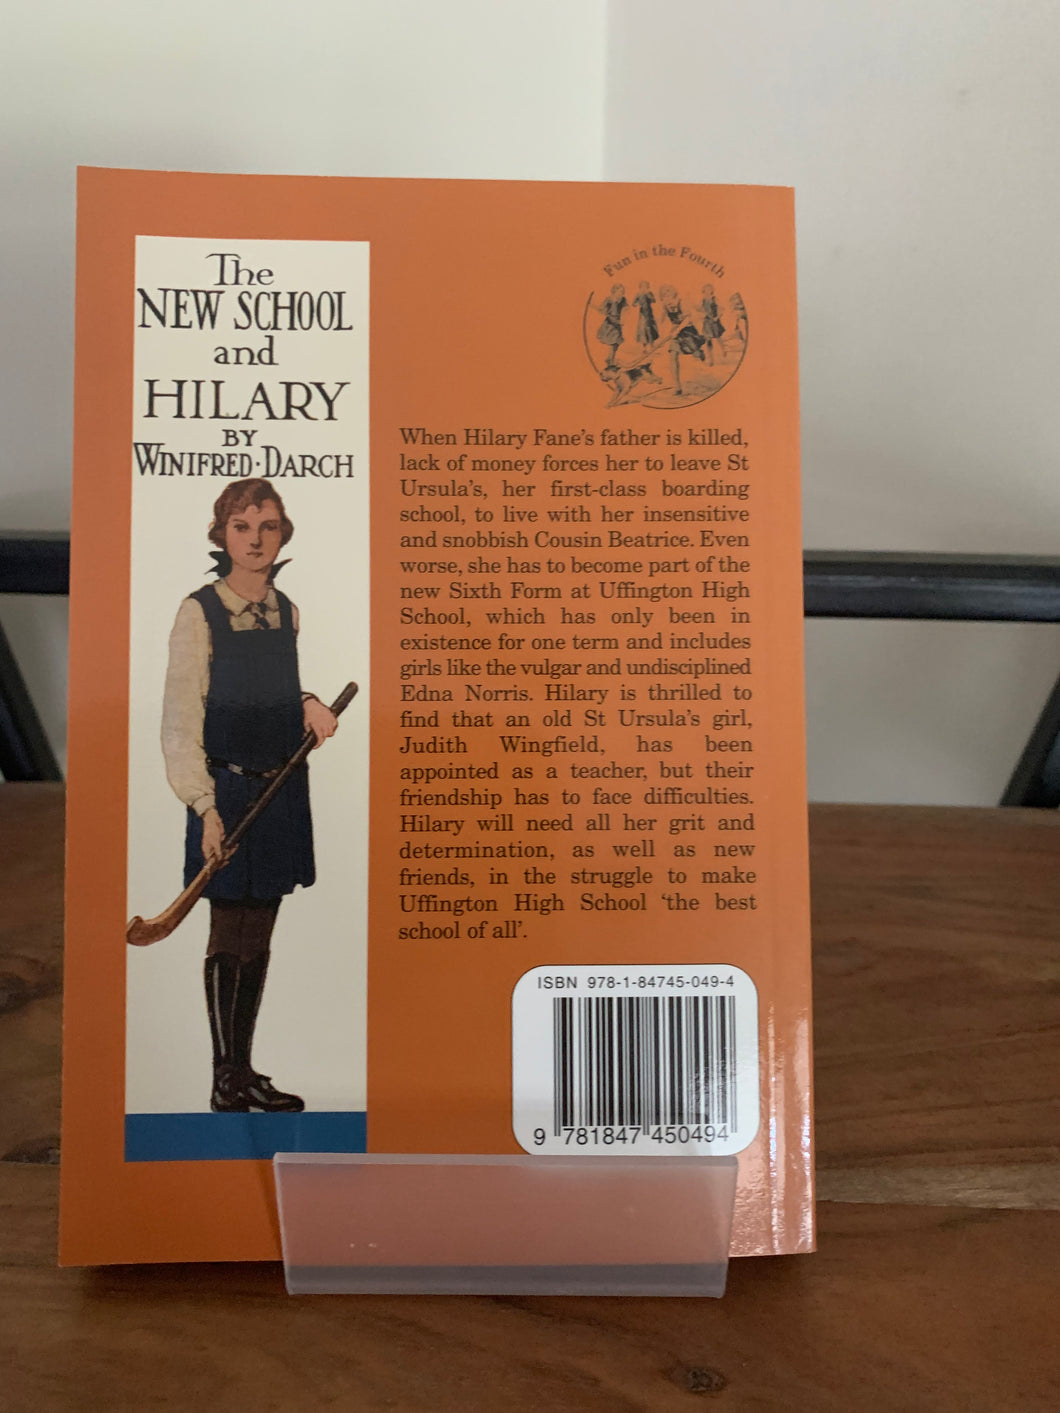 The
NEW SCHOOL
and
HILARY
BY
WINIFRED·DARCH
Fun in the Fourth
When Hilary Fane's father is killed,
lack of money forces her to leave St
Ursula's, her first-class boarding
school, to live with her insensitive
and snobbish Cousin Beatrice. Even
worse, she has to become part of the
new Sixth Form at Uffington High
School, which has only been in
existence for one term and includes
girls like the vulgar and undisciplined
Edna Norris. Hilary is thrilled to
find that an old St Ursula's girl,
Judith Wingfield, has been
appointed as a teacher, but their
friendship has to face difficulties.
Hilary will need all her grit and
determination, as well as new
friends, in the struggle to make
Uffington High School 'the best
school of all'.
ISBN 978-1-84745-049-4
9 781847 450494